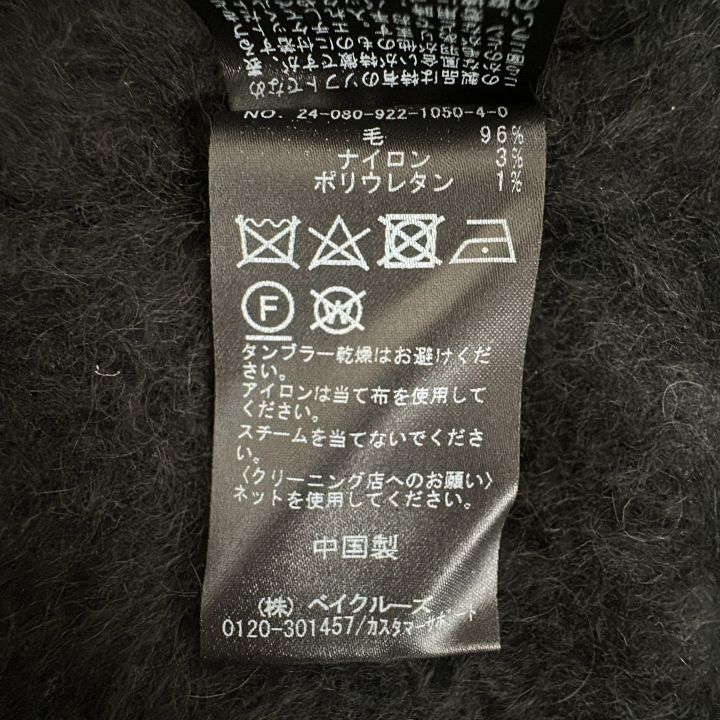 NO. 24-080-922-1050-4-0
毛 96%
ナイロン 3%
ポリウレタン 1%
F
W
タンブラー乾燥はお避けくだ
さい。
アイロンは当て布を使用して
ください。
スチームを当てないでくださ
い。
〈クリーニング店へのお願い〉
ネットを使用してください。
中国製
(株) ベイクルーズ
0120-301457/カスタマーサポート